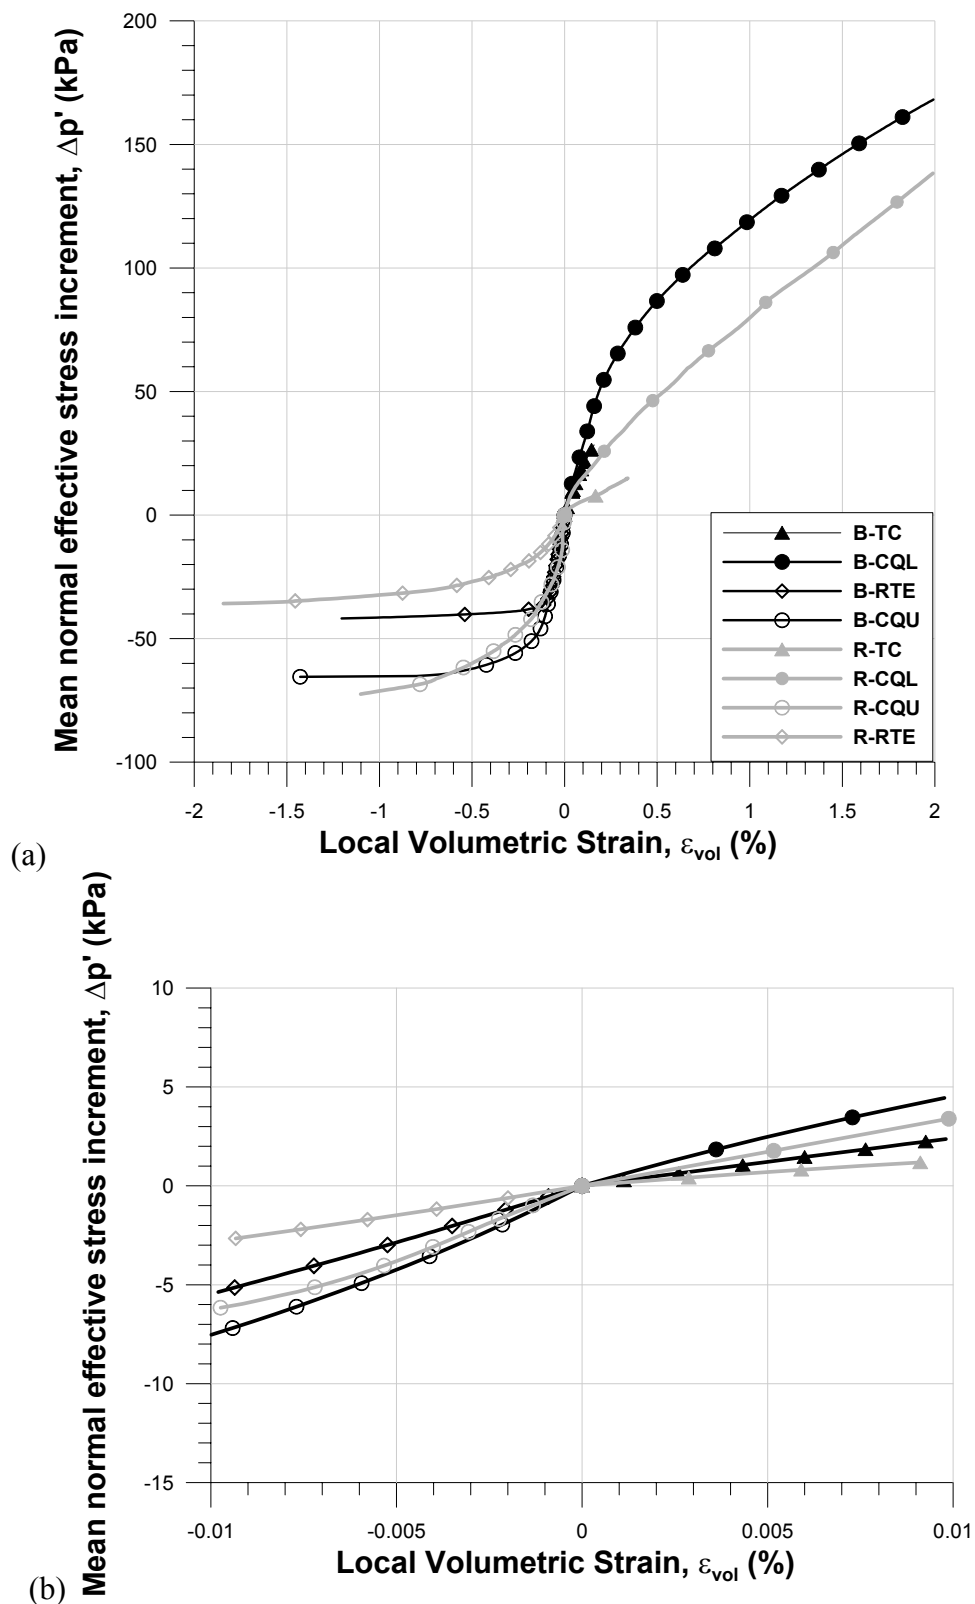 Mean normal effective stress increment, Δp' (kPa)
200
150
100
50
0
-50
-100
-2
-1.5
-1
-0.5
0
0.5
1
1.5
2
B-TC
B-CQL
B-RTE
B-CQU
R-TC
R-CQL
R-CQU
R-RTE
Local Volumetric Strain, εvol (%)
(a)
Mean normal effective stress increment, Δp' (kPa)
10
5
0
-5
-10
-15
-0.01
-0.005
0
0.005
0.01
Local Volumetric Strain, εvol (%)
(b)